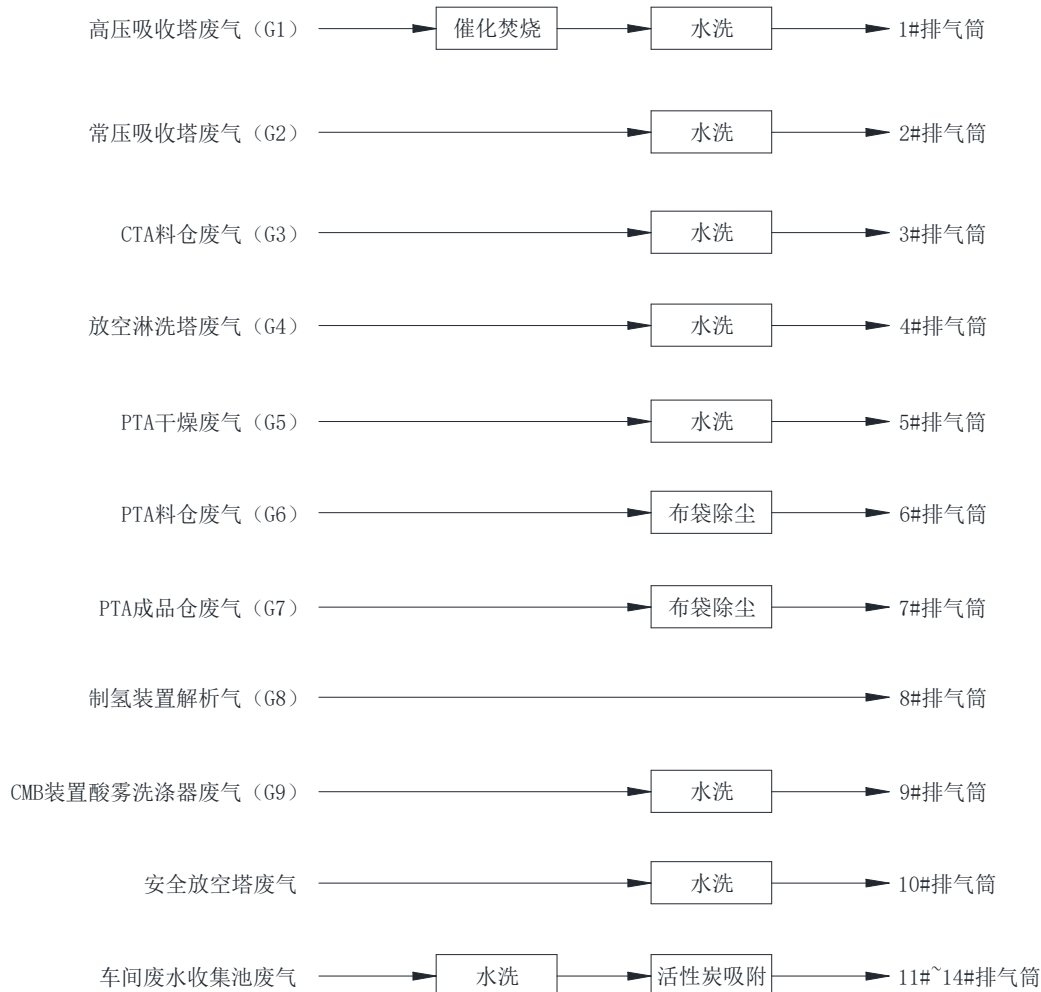 高压吸收塔废气（G1） 催化焚烧 水洗 1#排气筒
常压吸收塔废气（G2） 水洗 2#排气筒
CTA料仓废气（G3） 水洗 3#排气筒
放空淋洗塔废气（G4） 水洗 4#排气筒
PTA干燥废气（G5） 水洗 5#排气筒
PTA料仓废气（G6） 布袋除尘 6#排气筒
PTA成品仓废气（G7） 布袋除尘 7#排气筒
制氢装置解析气（G8） 8#排气筒
CMB装置酸雾洗涤器废气（G9） 水洗 9#排气筒
安全放空塔废气 水洗 10#排气筒
车间废水收集池废气 水洗 活性炭吸附 11#~14#排气筒